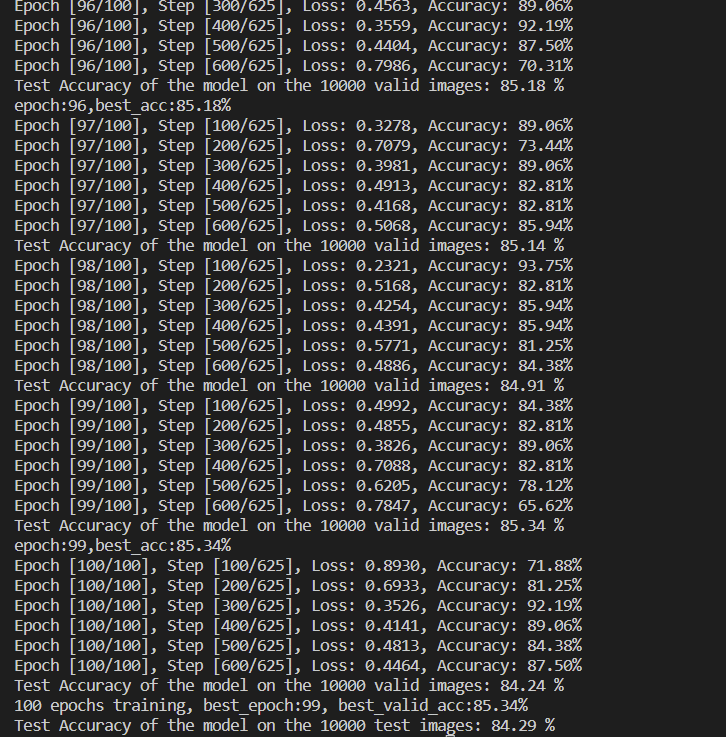 Epoch [96/100], Step [300/625], Loss: 0.4563, Accuracy: 89.06%
Epoch [96/100], Step [400/625], Loss: 0.3559, Accuracy: 92.19%
Epoch [96/100], Step [500/625], Loss: 0.4404, Accuracy: 87.50%
Epoch [96/100], Step [600/625], Loss: 0.7986, Accuracy: 70.31%
Test Accuracy of the model on the 10000 valid images: 85.18 %
epoch:96,best_acc:85.18%
Epoch [97/100], Step [100/625], Loss: 0.3278, Accuracy: 89.06%
Epoch [97/100], Step [200/625], Loss: 0.7079, Accuracy: 73.44%
Epoch [97/100], Step [300/625], Loss: 0.3981, Accuracy: 89.06%
Epoch [97/100], Step [400/625], Loss: 0.4913, Accuracy: 82.81%
Epoch [97/100], Step [500/625], Loss: 0.4168, Accuracy: 82.81%
Epoch [97/100], Step [600/625], Loss: 0.5068, Accuracy: 85.94%
Test Accuracy of the model on the 10000 valid images: 85.14 %
Epoch [98/100], Step [100/625], Loss: 0.2321, Accuracy: 93.75%
Epoch [98/100], Step [200/625], Loss: 0.5168, Accuracy: 82.81%
Epoch [98/100], Step [300/625], Loss: 0.4254, Accuracy: 85.94%
Epoch [98/100], Step [400/625], Loss: 0.4391, Accuracy: 85.94%
Epoch [98/100], Step [500/625], Loss: 0.5771, Accuracy: 81.25%
Epoch [98/100], Step [600/625], Loss: 0.4886, Accuracy: 84.38%
Test Accuracy of the model on the 10000 valid images: 84.91 %
Epoch [99/100], Step [100/625], Loss: 0.4992, Accuracy: 84.38%
Epoch [99/100], Step [200/625], Loss: 0.4855, Accuracy: 82.81%
Epoch [99/100], Step [300/625], Loss: 0.3826, Accuracy: 89.06%
Epoch [99/100], Step [400/625], Loss: 0.7088, Accuracy: 82.81%
Epoch [99/100], Step [500/625], Loss: 0.6205, Accuracy: 78.12%
Epoch [99/100], Step [600/625], Loss: 0.7847, Accuracy: 65.62%
Test Accuracy of the model on the 10000 valid images: 85.34 %
epoch:99,best_acc:85.34%
Epoch [100/100], Step [100/625], Loss: 0.8930, Accuracy: 71.88%
Epoch [100/100], Step [200/625], Loss: 0.6933, Accuracy: 81.25%
Epoch [100/100], Step [300/625], Loss: 0.3526, Accuracy: 92.19%
Epoch [100/100], Step [400/625], Loss: 0.4141, Accuracy: 89.06%
Epoch [100/100], Step [500/625], Loss: 0.4813, Accuracy: 84.38%
Epoch [100/100], Step [600/625], Loss: 0.4464, Accuracy: 87.50%
Test Accuracy of the model on the 10000 valid images: 84.24 %
100 epochs training, best_epoch:99, best_valid_acc:85.34%
Test Accuracy of the model on the 10000 test images: 84.29 %